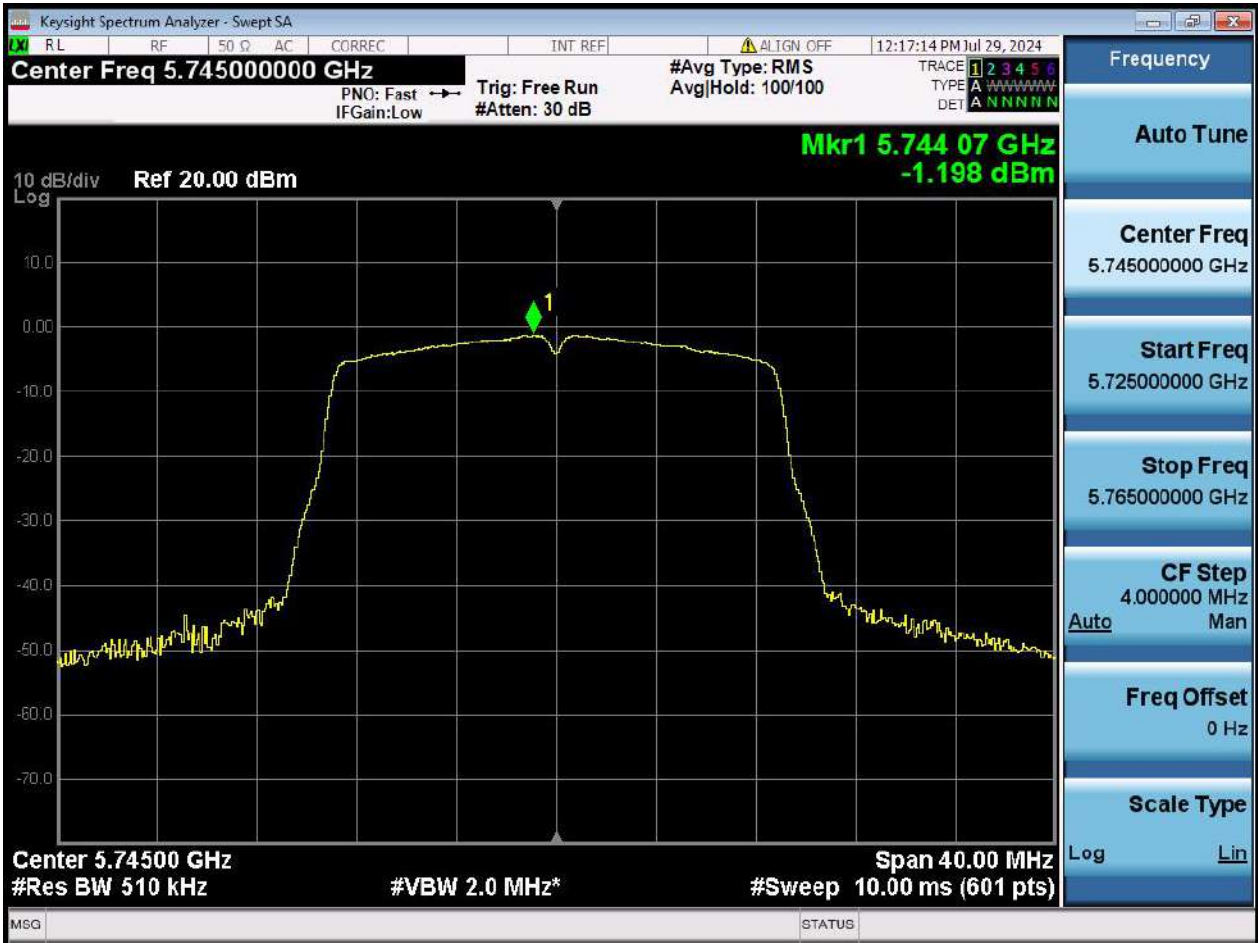 Keysight Spectrum Analyzer - Swept SA
LXI RL RF 50 Ω AC CORREC INT REF ALIGN OFF 12:17:14 PM Jul 29, 2024
Center Freq 5.745000000 GHz
PNO: Fast
IFGain:Low
Trig: Free Run
#Atten: 30 dB
#Avg Type: RMS
Avg|Hold: 100/100
TRACE 1 2 3 4 5 6
TYPE A WWWWW
DET A N N N N N
Mkr1 5.744 07 GHz
-1.198 dBm
10 dB/div Ref 20.00 dBm
Log
1
10.0
0.00
-10.0
-20.0
-30.0
-40.0
-50.0
-60.0
-70.0
Center 5.74500 GHz Span 40.00 MHz
#Res BW 510 kHz #VBW 2.0 MHz* #Sweep 10.00 ms (601 pts)
MSG STATUS
Frequency
Auto Tune
Center Freq
5.745000000 GHz
Start Freq
5.725000000 GHz
Stop Freq
5.765000000 GHz
CF Step
4.000000 MHz
Auto Man
Freq Offset
0 Hz
Scale Type
Log Lin